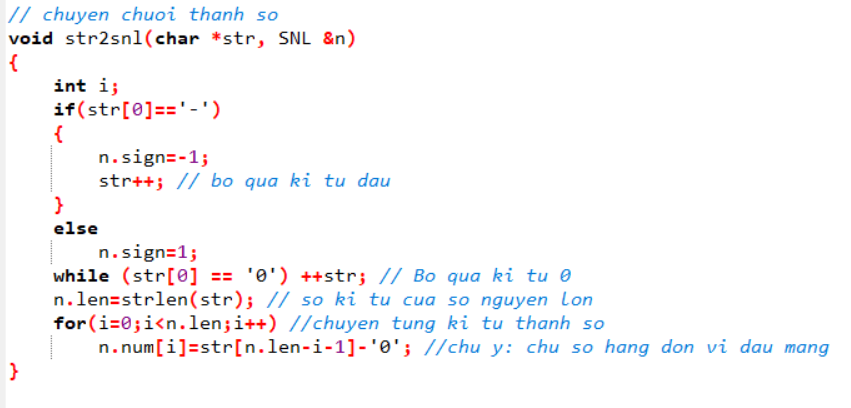 // chuyen chuoi thanh so
void str2snl(char *str, SNL &n)
{
    int i;
    if(str[0]=='-')
    {
        n.sign=-1;
        str++; // bo qua ki tu dau
    }
    else
        n.sign=1;
    while (str[0] == '0') ++str; // Bo qua ki tu 0
    n.len=strlen(str); // so ki tu cua so nguyen lon
    for(i=0;i<n.len;i++) //chuyen tung ki tu thanh so
        n.num[i]=str[n.len-i-1]-'0'; //chu y: chu so hang don vi dau mang
}